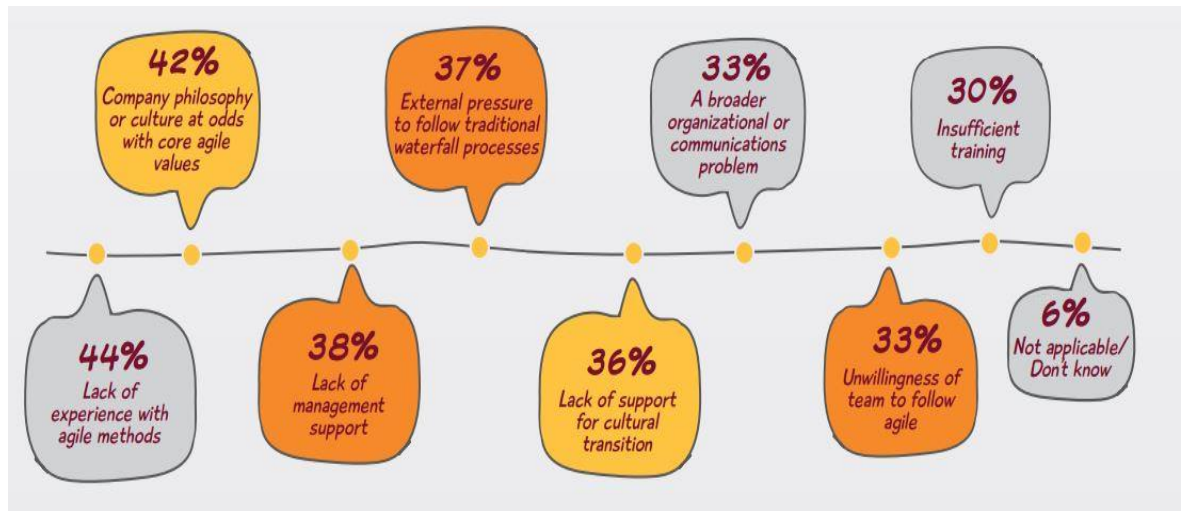 42%
Company philosophy
or culture at odds
with core agile
values
37%
External pressure
to follow traditional
waterfall processes
33%
A broader
organizational or
communications
problem
30%
Insufficient
training
44%
Lack of
experience with
agile methods
38%
Lack of
management
support
36%
Lack of support
for cultural
transition
33%
Unwillingness of
team to follow
agile
6%
Not applicable/
Don't know